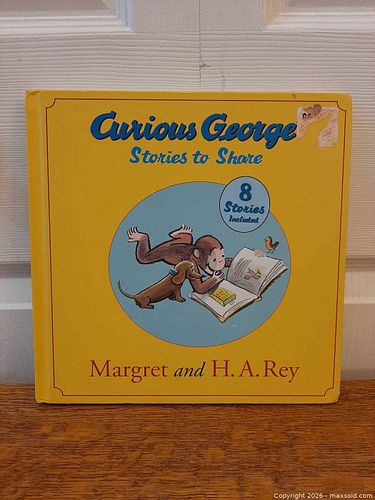 Curious George
Stories to Share
8
Stories
Included
Margret and H. A. Rey
Copyright 2026 - maxsold.com